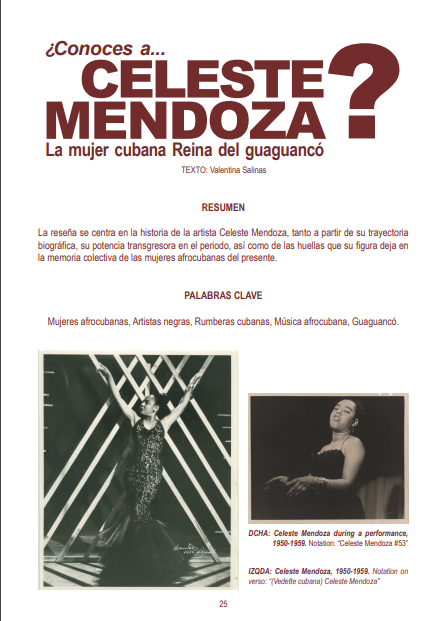 ¿Conoces a...
CELESTE
MENDOZA?
La mujer cubana Reina del guaguancó
TEXTO: Valentina Salinas
RESUMEN
La reseña se centra en la historia de la artista Celeste Mendoza, tanto a partir de su trayectoria
biográfica, su potencia transgresora en el periodo, así como de las huellas que su figura deja en
la memoria colectiva de las mujeres afrocubanas del presente.
PALABRAS CLAVE
Mujeres afrocubanas, Artistas negras, Rumberas cubanas, Música afrocubana, Guaguancó.
DCHA: Celeste Mendoza during a performance,
1950-1959. Notation: "Celeste Mendoza #53"
IZQDA: Celeste Mendoza, 1950-1959. Notation on
verso: "(Vedette cubana) Celeste Mendoza"
25